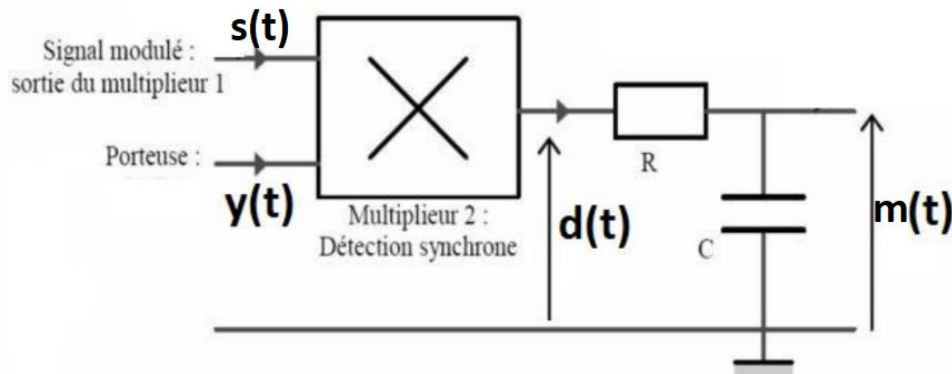 s(t)
Signal modulé :
sortie du multiplieur 1
Porteuse :
y(t)
Multiplieur 2 :
Détection synchrone
d(t)
R
C
m(t)